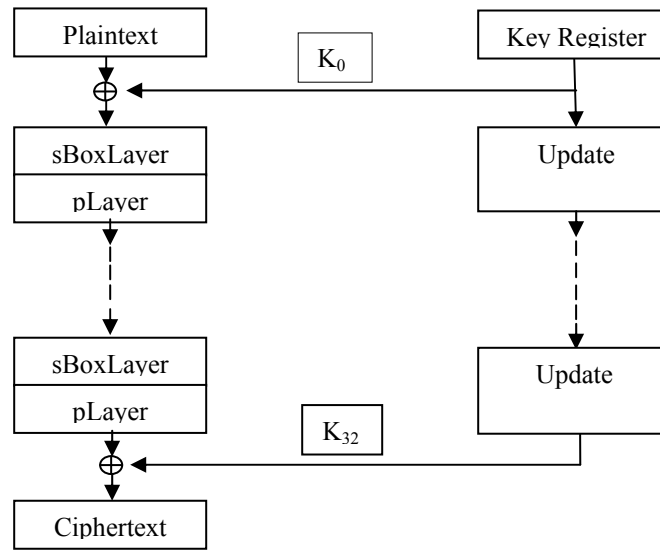 Plaintext
Key Register
K₀
sBoxLayer
pLayer
Update
sBoxLayer
pLayer
Update
K₃₂
Ciphertext